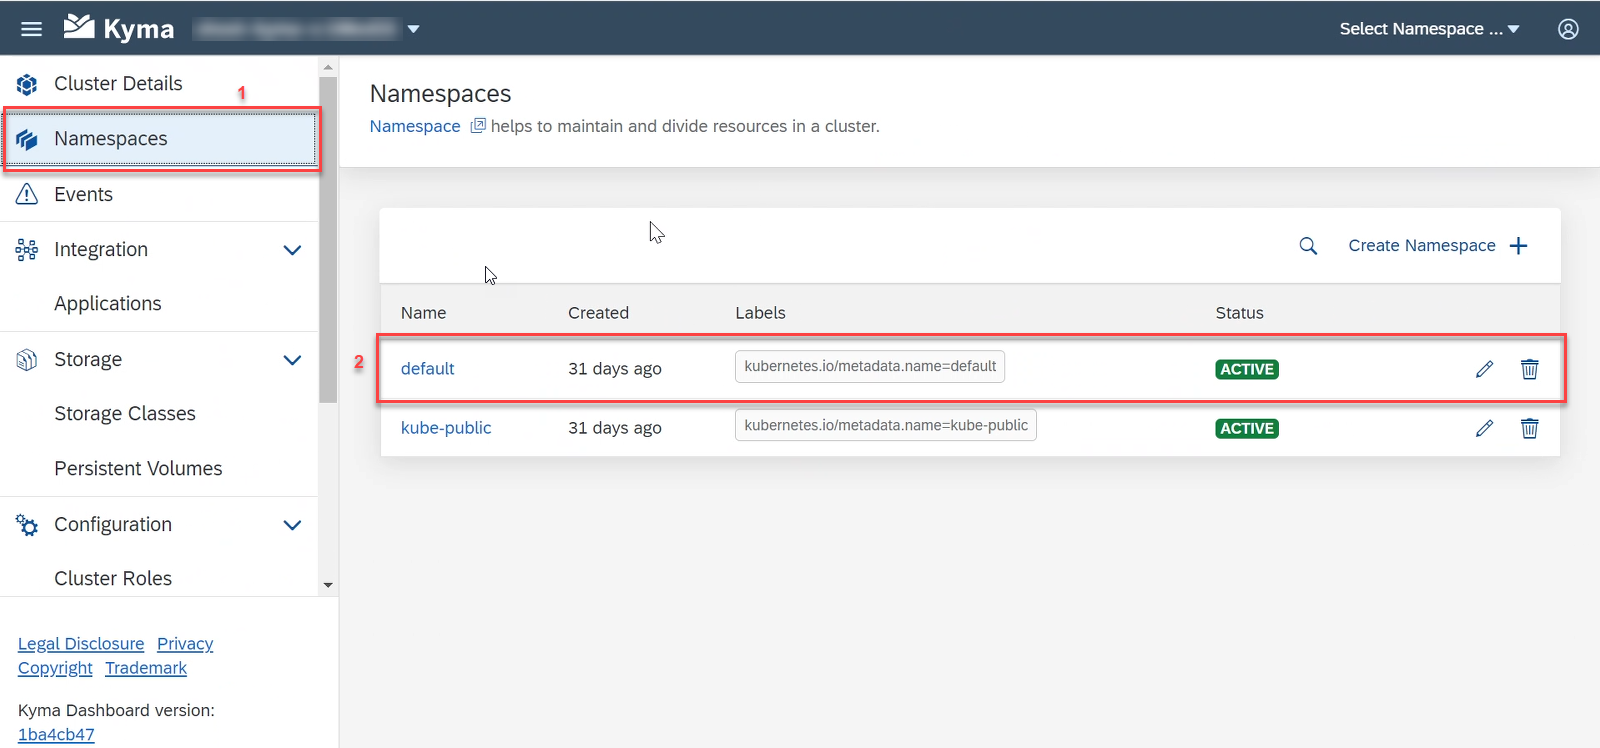 Kyma
Select Namespace ...
Cluster Details
1
Namespaces
Events
Integration
Applications
Storage
Storage Classes
Persistent Volumes
Configuration
Cluster Roles
Legal Disclosure Privacy
Copyright Trademark
Kyma Dashboard version:
1ba4cb47
Namespaces
Namespace helps to maintain and divide resources in a cluster.
Create Namespace
Name Created Labels Status
2
default 31 days ago kubernetes.io/metadata.name=default ACTIVE
kube-public 31 days ago kubernetes.io/metadata.name=kube-public ACTIVE